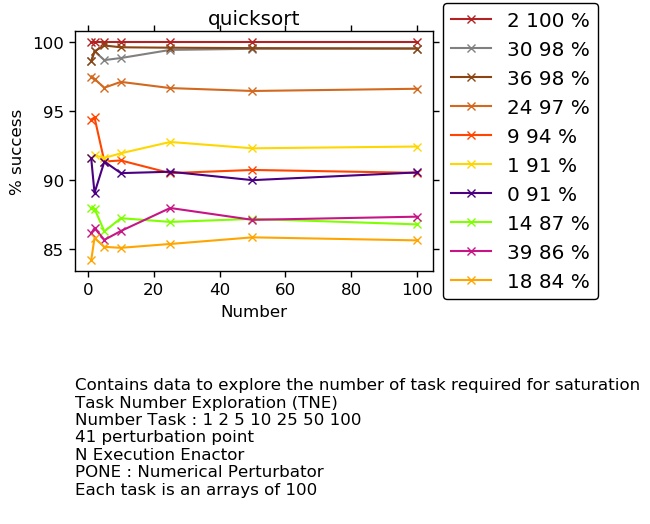 quicksort
100
95
90
85
% success
0
20
40
60
80
100
Number
2 100 %
30 98 %
36 98 %
24 97 %
9 94 %
1 91 %
0 91 %
14 87 %
39 86 %
18 84 %
Contains data to explore the number of task required for saturation
Task Number Exploration (TNE)
Number Task : 1 2 5 10 25 50 100
41 perturbation point
N Execution Enactor
PONE : Numerical Perturbator
Each task is an arrays of 100